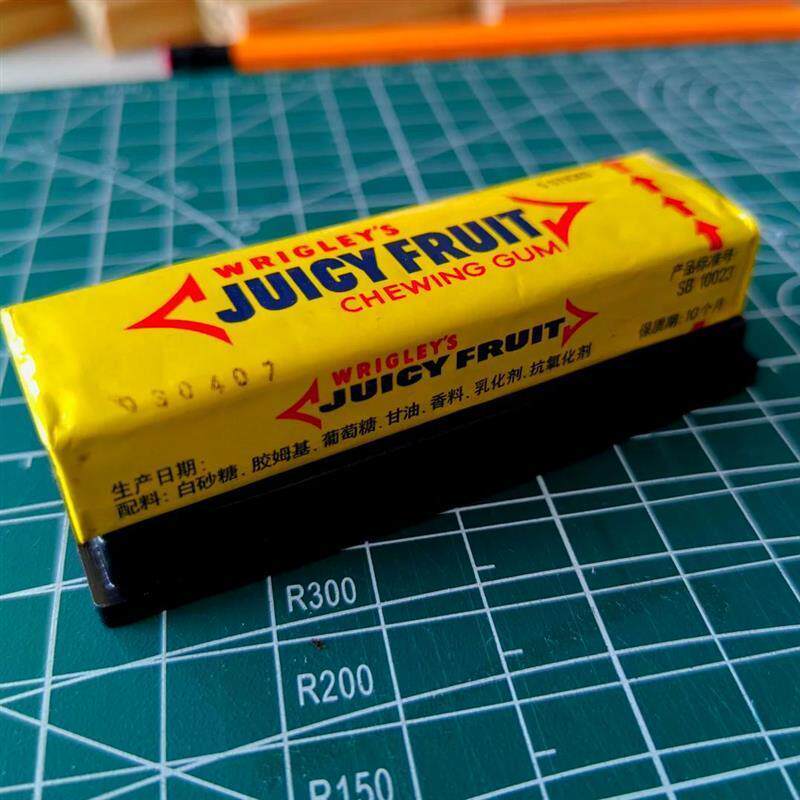 WRIGLEY'S
JUICY FRUIT
CHEWING GUM
WRIGLEY'S
JUICY FRUIT
产品标准号
SB 10023
保质期:10个月
生产日期:
配料:白砂糖.胶姆基.葡萄糖.甘油.香料.乳化剂.抗氧化剂
R300
R200
R150